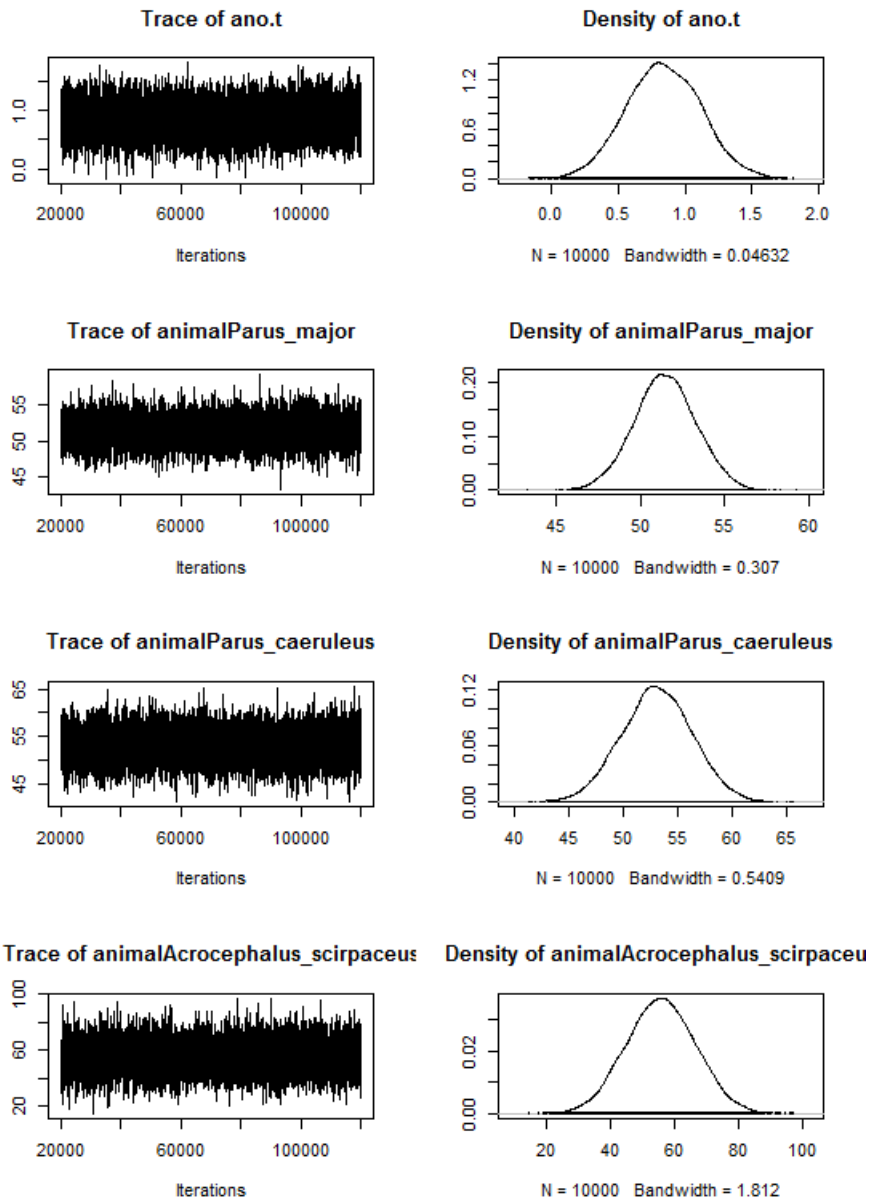 Trace of ano.t
Density of ano.t
0.0 1.0
20000 60000 100000
Iterations
0.0 0.6 1.2
0.0 0.5 1.0 1.5 2.0
N = 10000 Bandwidth = 0.04632
Trace of animalParus_major
Density of animalParus_major
45 50 55
20000 60000 100000
Iterations
0.00 0.10 0.20
45 50 55 60
N = 10000 Bandwidth = 0.307
Trace of animalParus_caeruleus
Density of animalParus_caeruleus
45 55 65
20000 60000 100000
Iterations
0.00 0.06 0.12
40 45 50 55 60 65
N = 10000 Bandwidth = 0.5409
Trace of animalAcrocephalus_scirpaceus
Density of animalAcrocephalus_scirpaceu
20 60 100
20000 60000 100000
Iterations
0.00 0.02
20 40 60 80 100
N = 10000 Bandwidth = 1.812